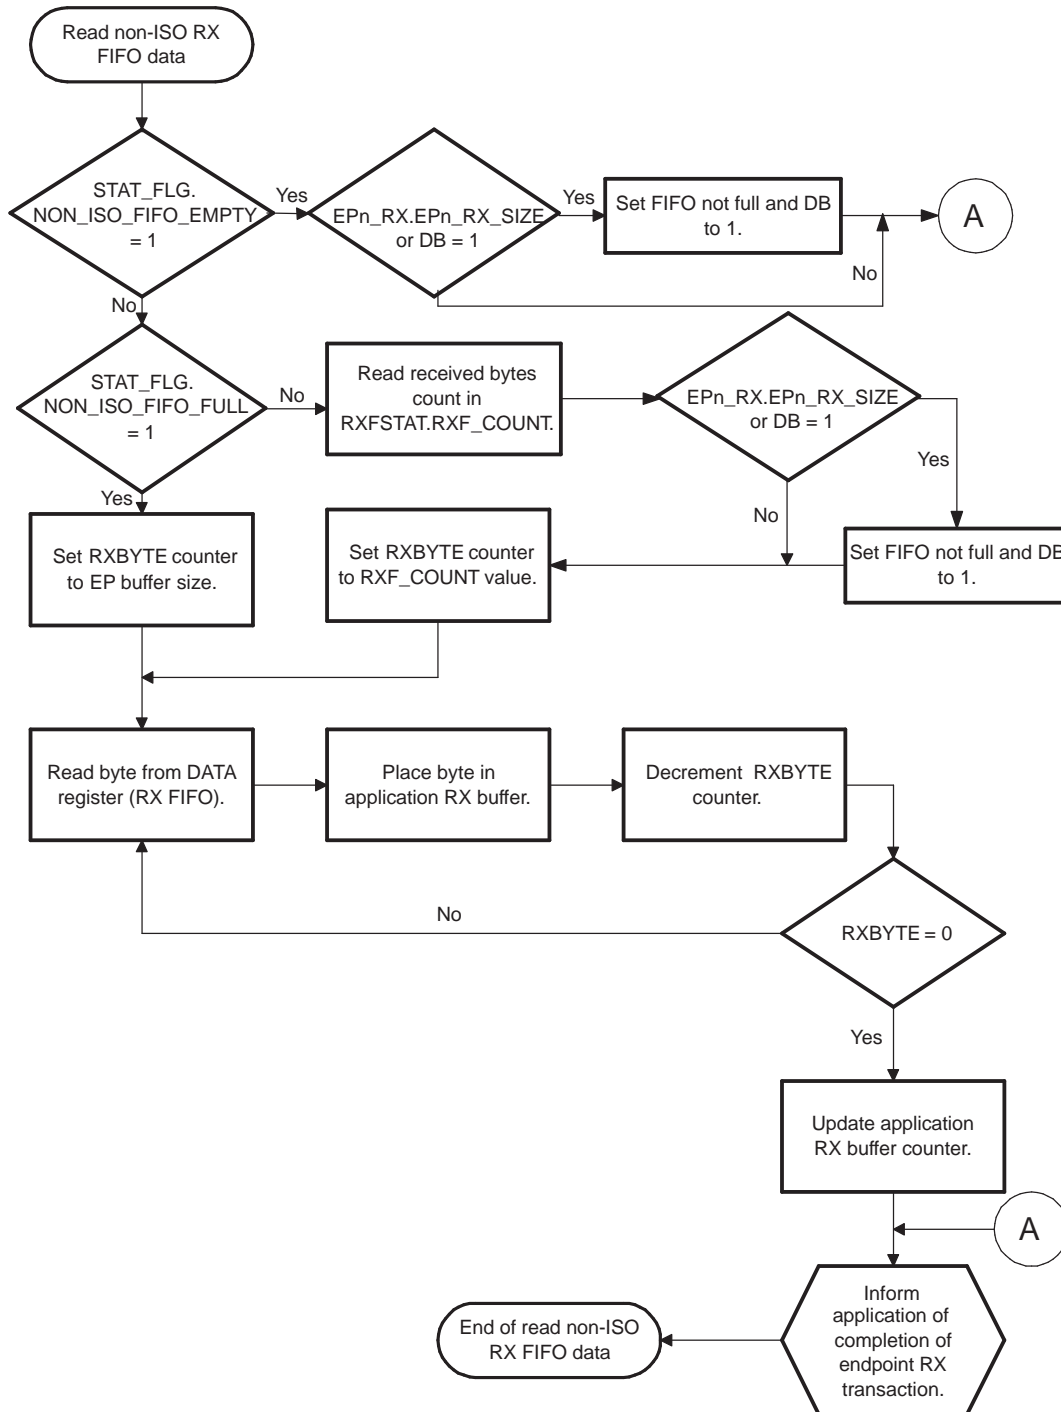 Read non-ISO RX
FIFO data
STAT_FLG.
NON_ISO_FIFO_EMPTY
= 1
Yes
EPn_RX.EPn_RX_SIZE
or DB = 1
Yes
Set FIFO not full and DB
to 1.
A
No
No
STAT_FLG.
NON_ISO_FIFO_FULL
= 1
No
Read received bytes
count in
RXFSTAT.RXF_COUNT.
EPn_RX.EPn_RX_SIZE
or DB = 1
Yes
Yes
No
Set RXBYTE counter
to EP buffer size.
Set RXBYTE counter
to RXF_COUNT value.
Set FIFO not full and DB
to 1.
Read byte from DATA
register (RX FIFO).
Place byte in
application RX buffer.
Decrement RXBYTE
counter.
No
RXBYTE = 0
Yes
Update application
RX buffer counter.
A
Inform
application of
completion of
endpoint RX
transaction.
End of read non-ISO
RX FIFO data